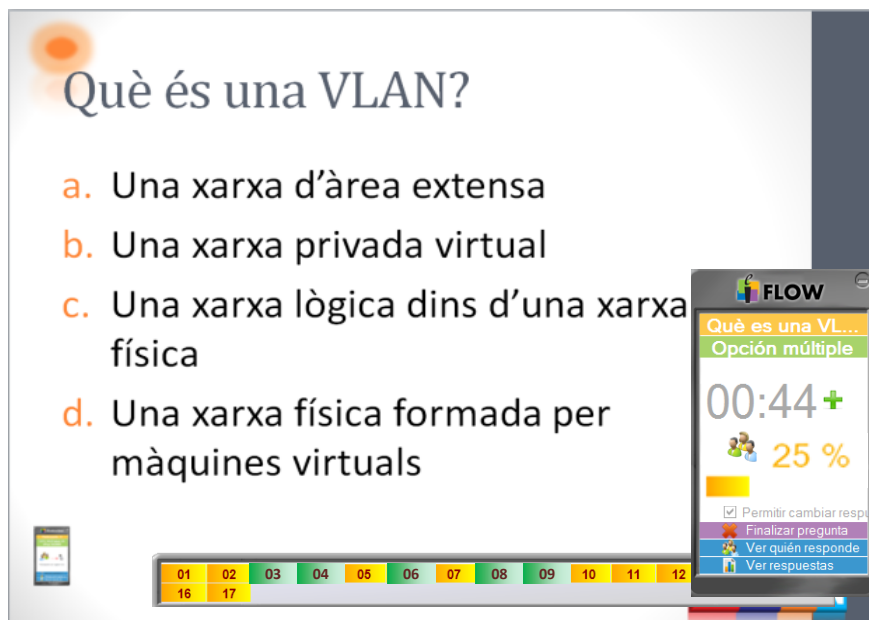 Què és una VLAN?
a. Una xarxa d'àrea extensa
b. Una xarxa privada virtual
c. Una xarxa lògica dins d'una xarxa
física
d. Una xarxa física formada per
màquines virtuals
FLOW
Què es una VL...
Opción múltiple
00:44
25 %
Permitir cambiar resp
Finalizar pregunta
Ver quién responde
Ver respuestas
01 02 03 04 05 06 07 08 09 10 11 12
16 17